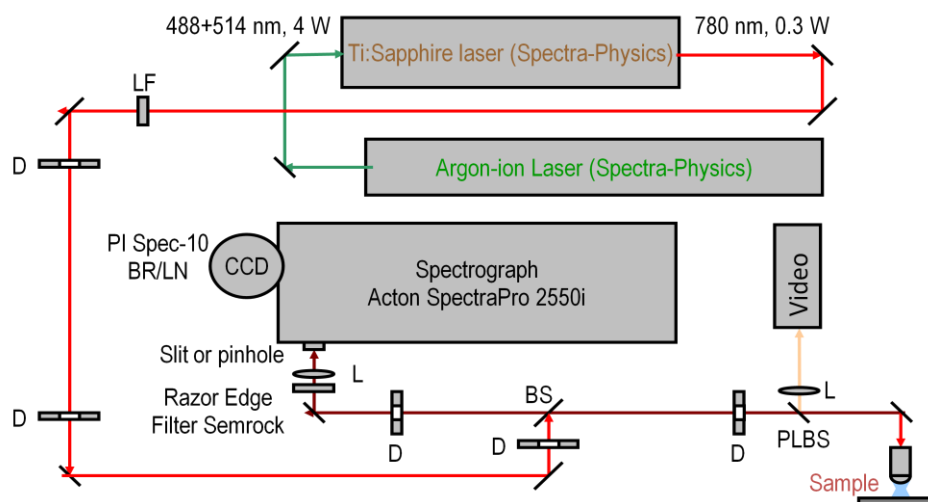 488+514 nm, 4 W
780 nm, 0.3 W
Ti:Sapphire laser (Spectra-Physics)
LF
D
Argon-ion Laser (Spectra-Physics)
PI Spec-10
BR/LN
CCD
Spectrograph
Acton SpectraPro 2550i
Video
Slit or pinhole
L
Razor Edge
Filter Semrock
BS
L
D
D
D
D
PLBS
Sample